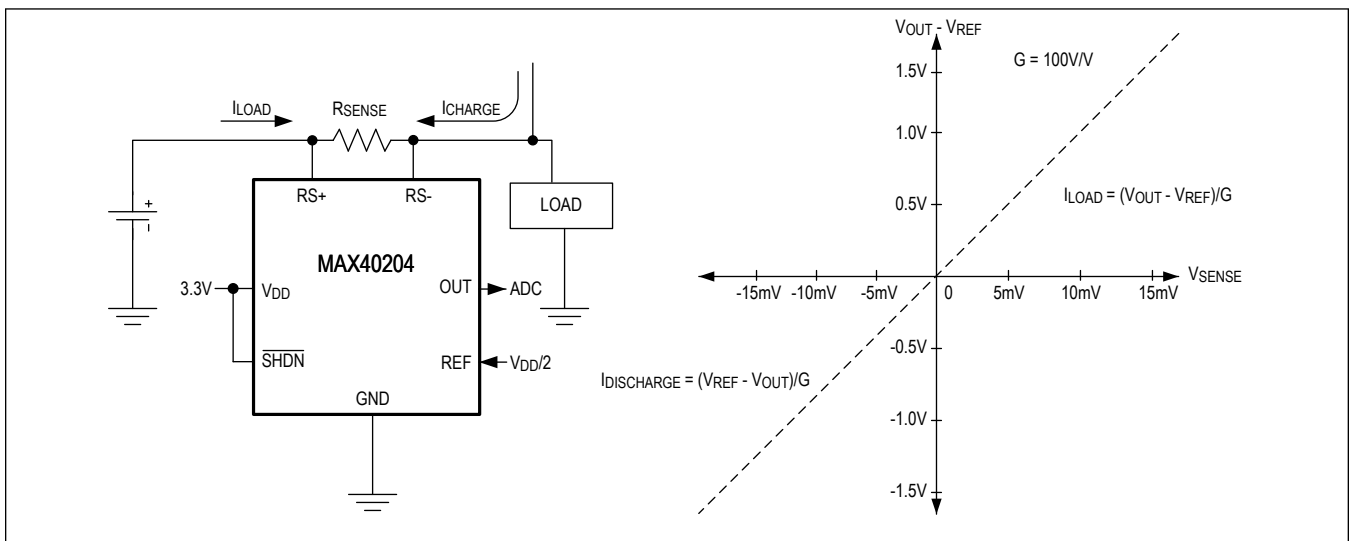 ILOAD
RSENSE
ICHARGE
RS+
RS-
LOAD
MAX40204
3.3V
VDD
OUT
ADC
SHDN
REF
VDD/2
GND
VOUT - VREF
G = 100V/V
1.5V
1.0V
0.5V
ILOAD = (VOUT - VREF)/G
VSENSE
-15mV
-10mV
-5mV
0
5mV
10mV
15mV
-0.5V
IDISCHARGE = (VREF - VOUT)/G
-1.0V
-1.5V